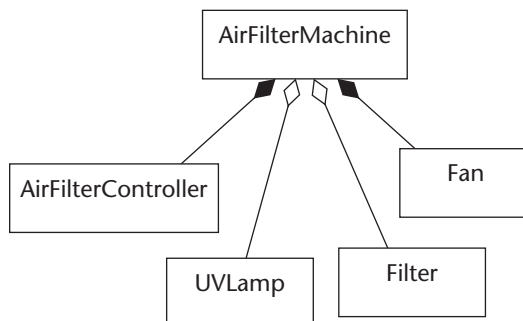 AirFilterMachine
AirFilterController
Fan
UVLamp
Filter